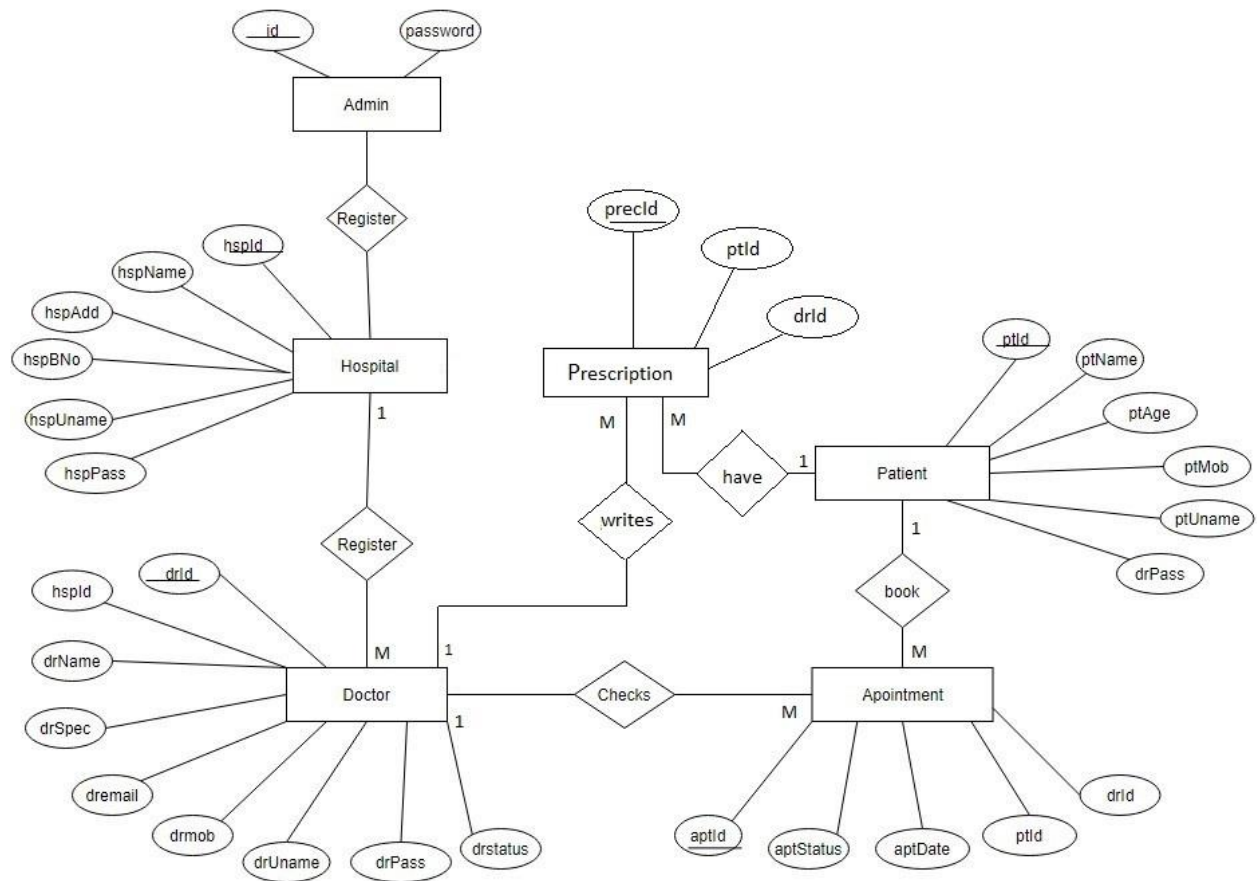 id
password
Admin
Register
hspId
hspName
hspAdd
hspBNo
hspUname
hspPass
Hospital
1
precId
ptId
drId
Prescription
M
M
have
1
writes
ptId
ptName
ptAge
ptMob
ptUname
drPass
Patient
1
book
M
Register
M
drId
hspId
drName
drSpec
dremail
drmob
drUname
drPass
drstatus
Doctor
1
1
Checks
M
Apointment
aptId
aptStatus
aptDate
ptId
drId